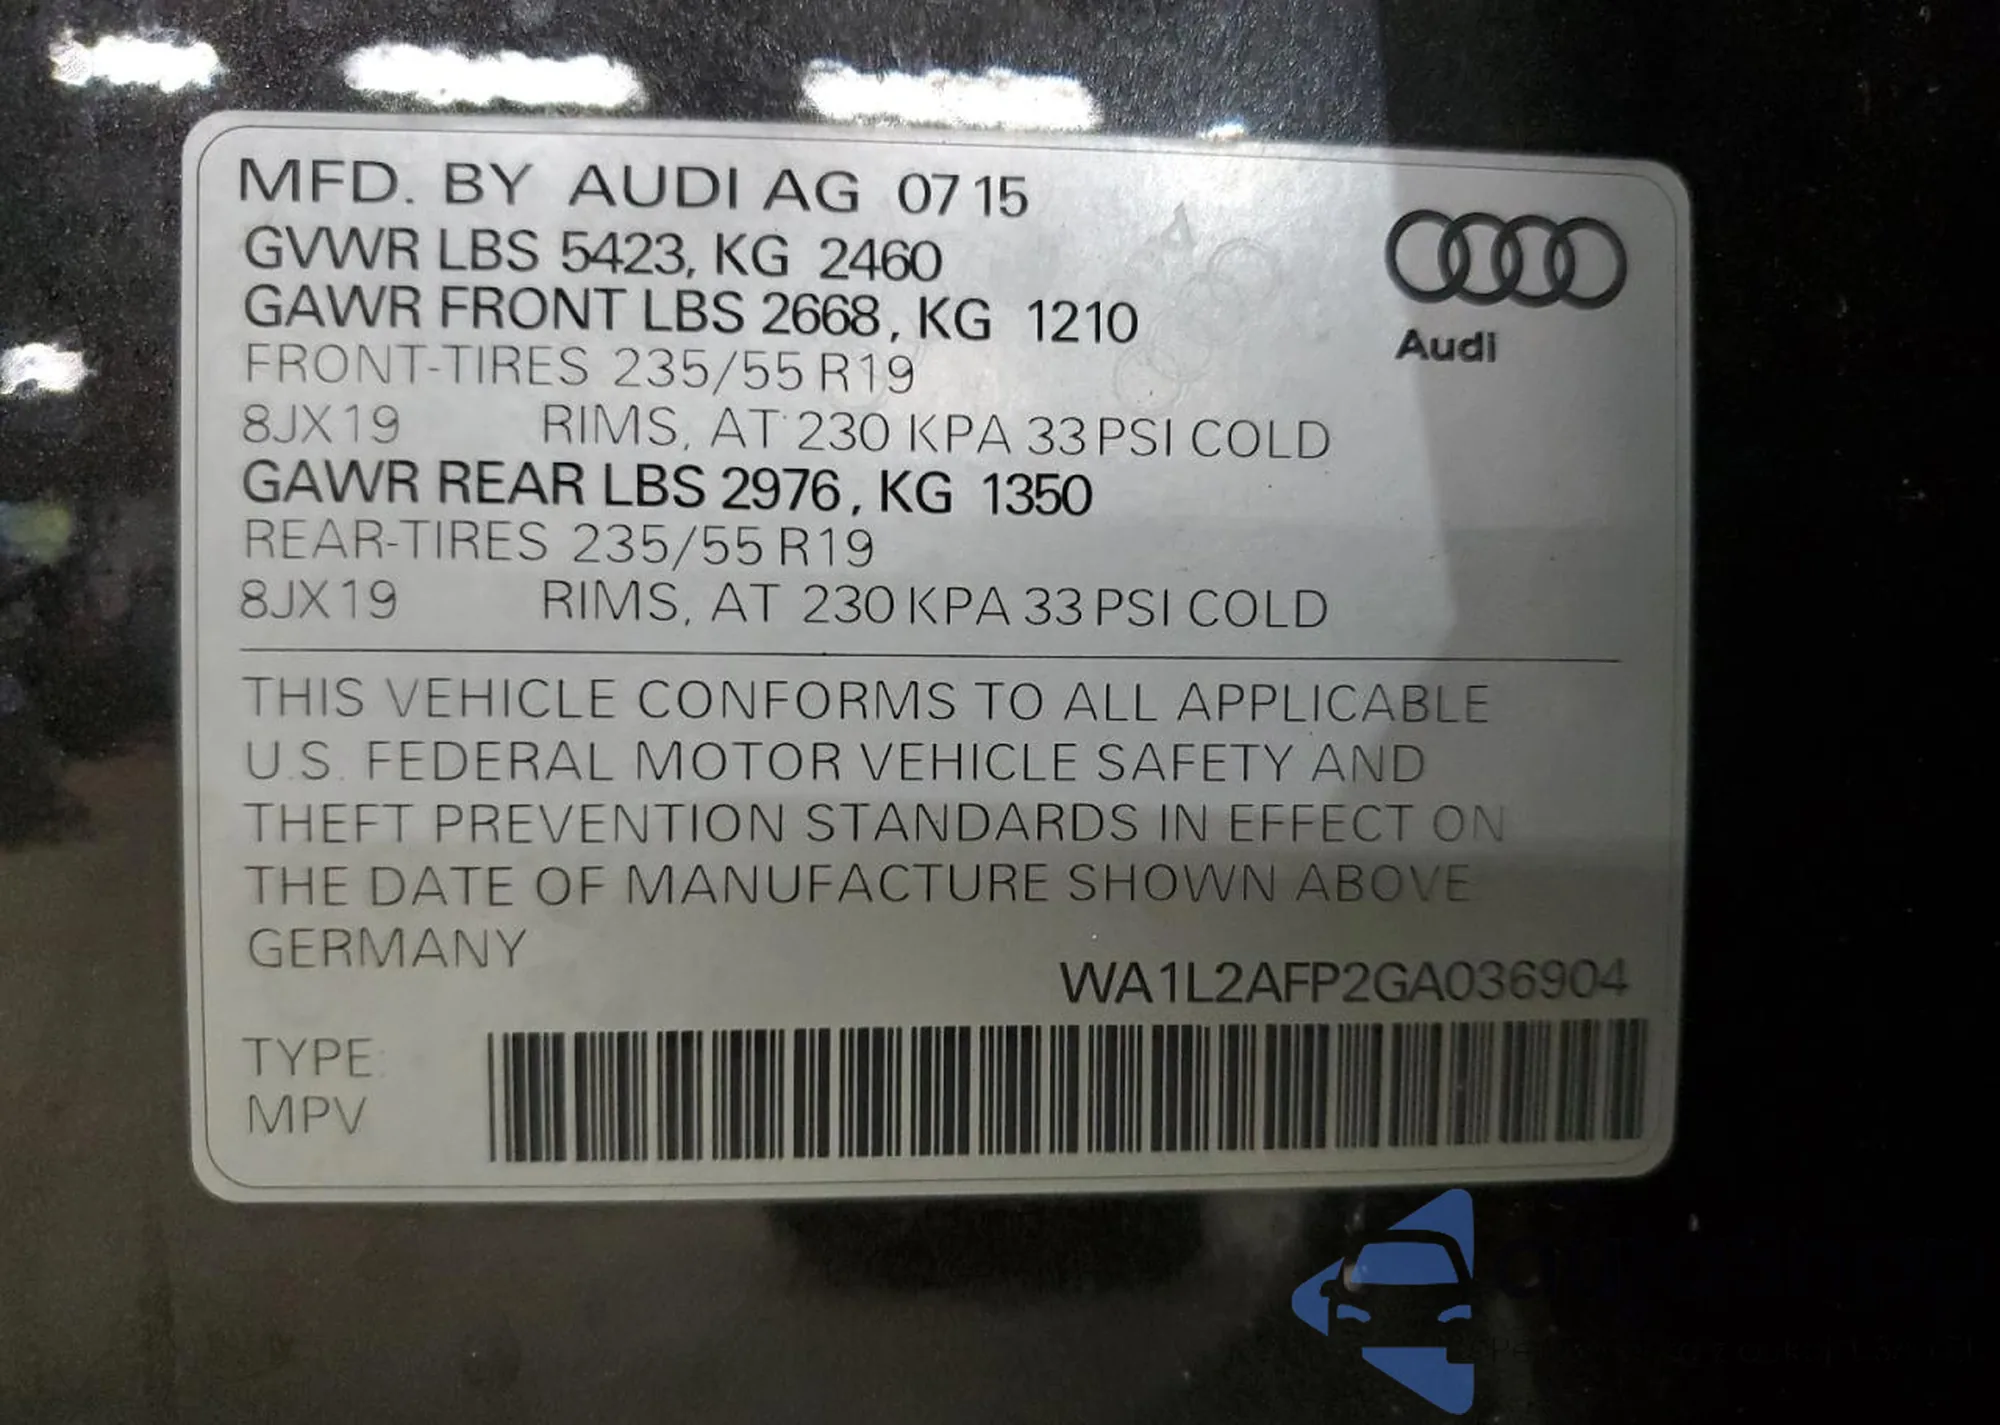 MFD. BY AUDI AG 07 15
GVWR LBS 5423, KG 2460
GAWR FRONT LBS 2668, KG 1210
FRONT-TIRES 235/55 R19
8JX19 RIMS, AT 230 KPA 33 PSI COLD
GAWR REAR LBS 2976, KG 1350
REAR-TIRES 235/55 R19
8JX19 RIMS, AT 230 KPA 33 PSI COLD
Audi
THIS VEHICLE CONFORMS TO ALL APPLICABLE
U.S. FEDERAL MOTOR VEHICLE SAFETY AND
THEFT PREVENTION STANDARDS IN EFFECT ON
THE DATE OF MANUFACTURE SHOWN ABOVE
GERMANY
WA1L2AFP2GA036904
TYPE:
MPV